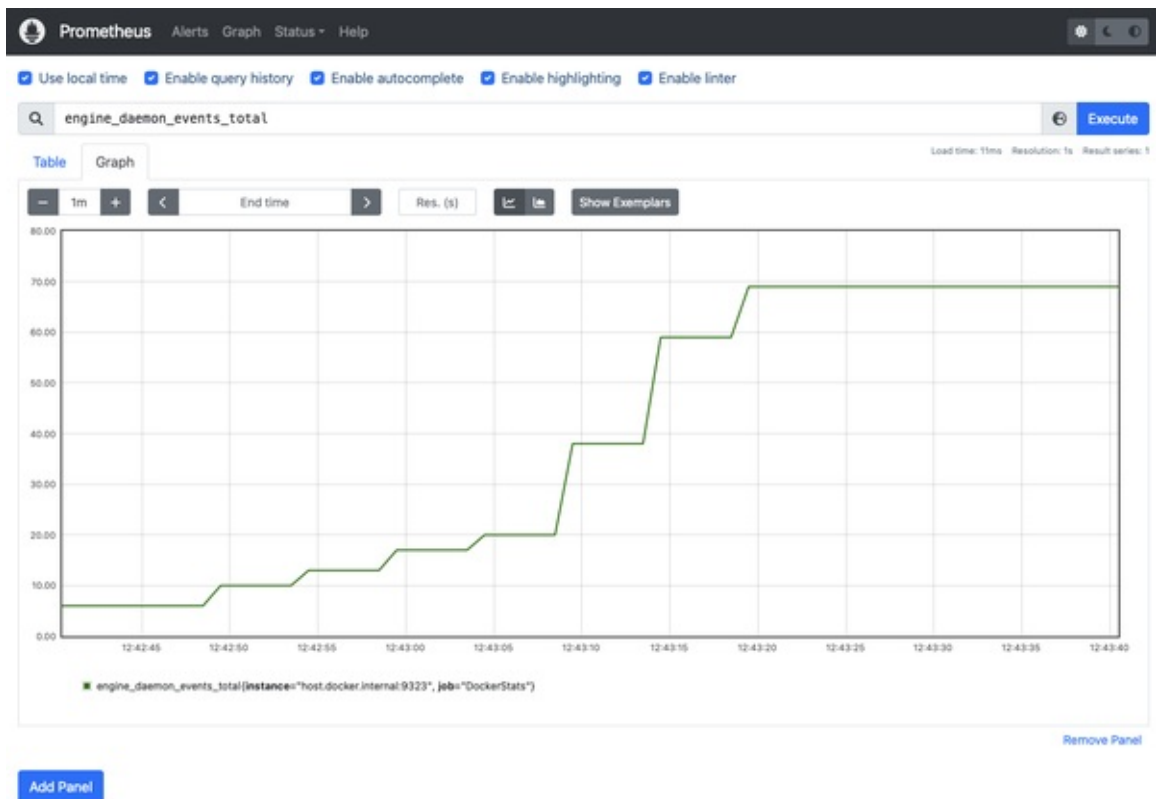 Prometheus Alerts Graph Status Help
Use local time Enable query history Enable autocomplete Enable highlighting Enable linter
engine_daemon_events_total Execute
Load time: 11ms Resolution: 1s Result series: 1
Table Graph
− 1m + < End time > Res. (s) Show Exemplars
80.00
70.00
60.00
50.00
40.00
30.00
20.00
10.00
0.00
12:42:45 12:42:50 12:42:55 12:43:00 12:43:05 12:43:10 12:43:15 12:43:20 12:43:25 12:43:30 12:43:35 12:43:40
engine_daemon_events_total{instance="host.docker.internal:9323", job="DockerStats"}
Remove Panel
Add Panel